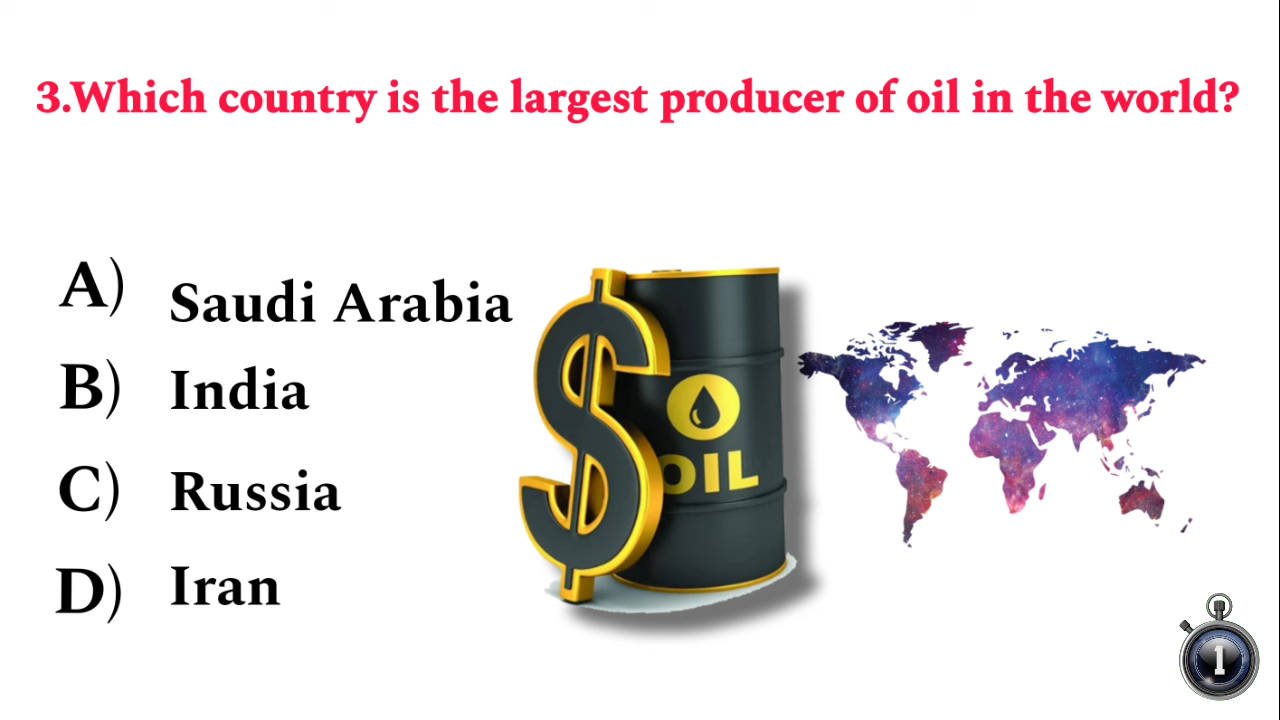 3.Which country is the largest producer of oil in the world?
A) Saudi Arabia
B) India
C) Russia
D) Iran
OIL
1